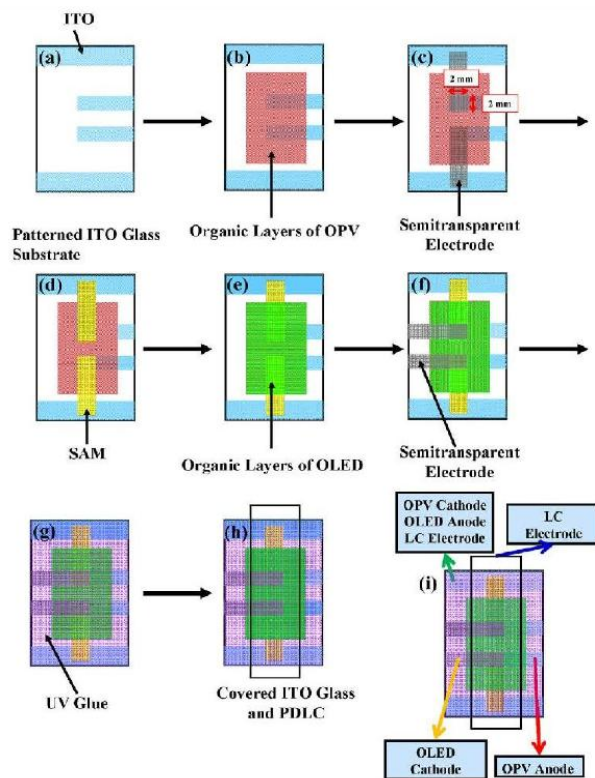 ITO
(a)
(b)
(c)
2 mm
2 mm
Patterned ITO Glass
Substrate
Organic Layers of OPV
Semitransparent
Electrode
(d)
(e)
(f)
SAM
Organic Layers of OLED
Semitransparent
Electrode
(g)
(h)
OPV Cathode
OLED Anode
LC Electrode
LC
Electrode
(i)
UV Glue
Covered ITO Glass
and PDLC
OLED
Cathode
OPV Anode